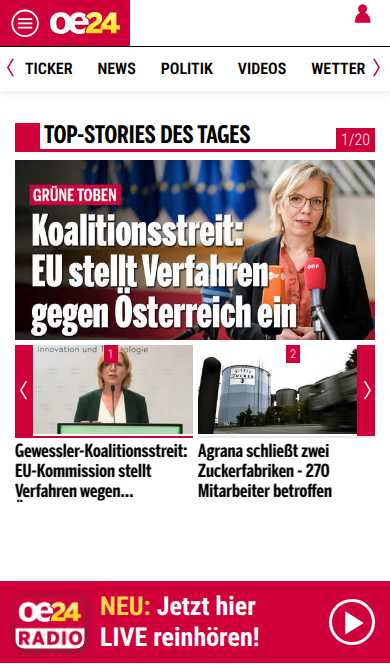 oe24
TICKER NEWS POLITIK VIDEOS WETTER
TOP-STORIES DES TAGES
1/20
GRÜNE TOBEN
Koalitionsstreit:
EU stellt Verfahren
gegen Österreich ein
ORF
Innovation und Technologie
1
2
Gewessler-Koalitionsstreit:
EU-Kommission stellt
Verfahren wegen...
Agrana schließt zwei
Zuckerfabriken - 270
Mitarbeiter betroffen
oe24
RADIO
NEU: Jetzt hier
LIVE reinhören!